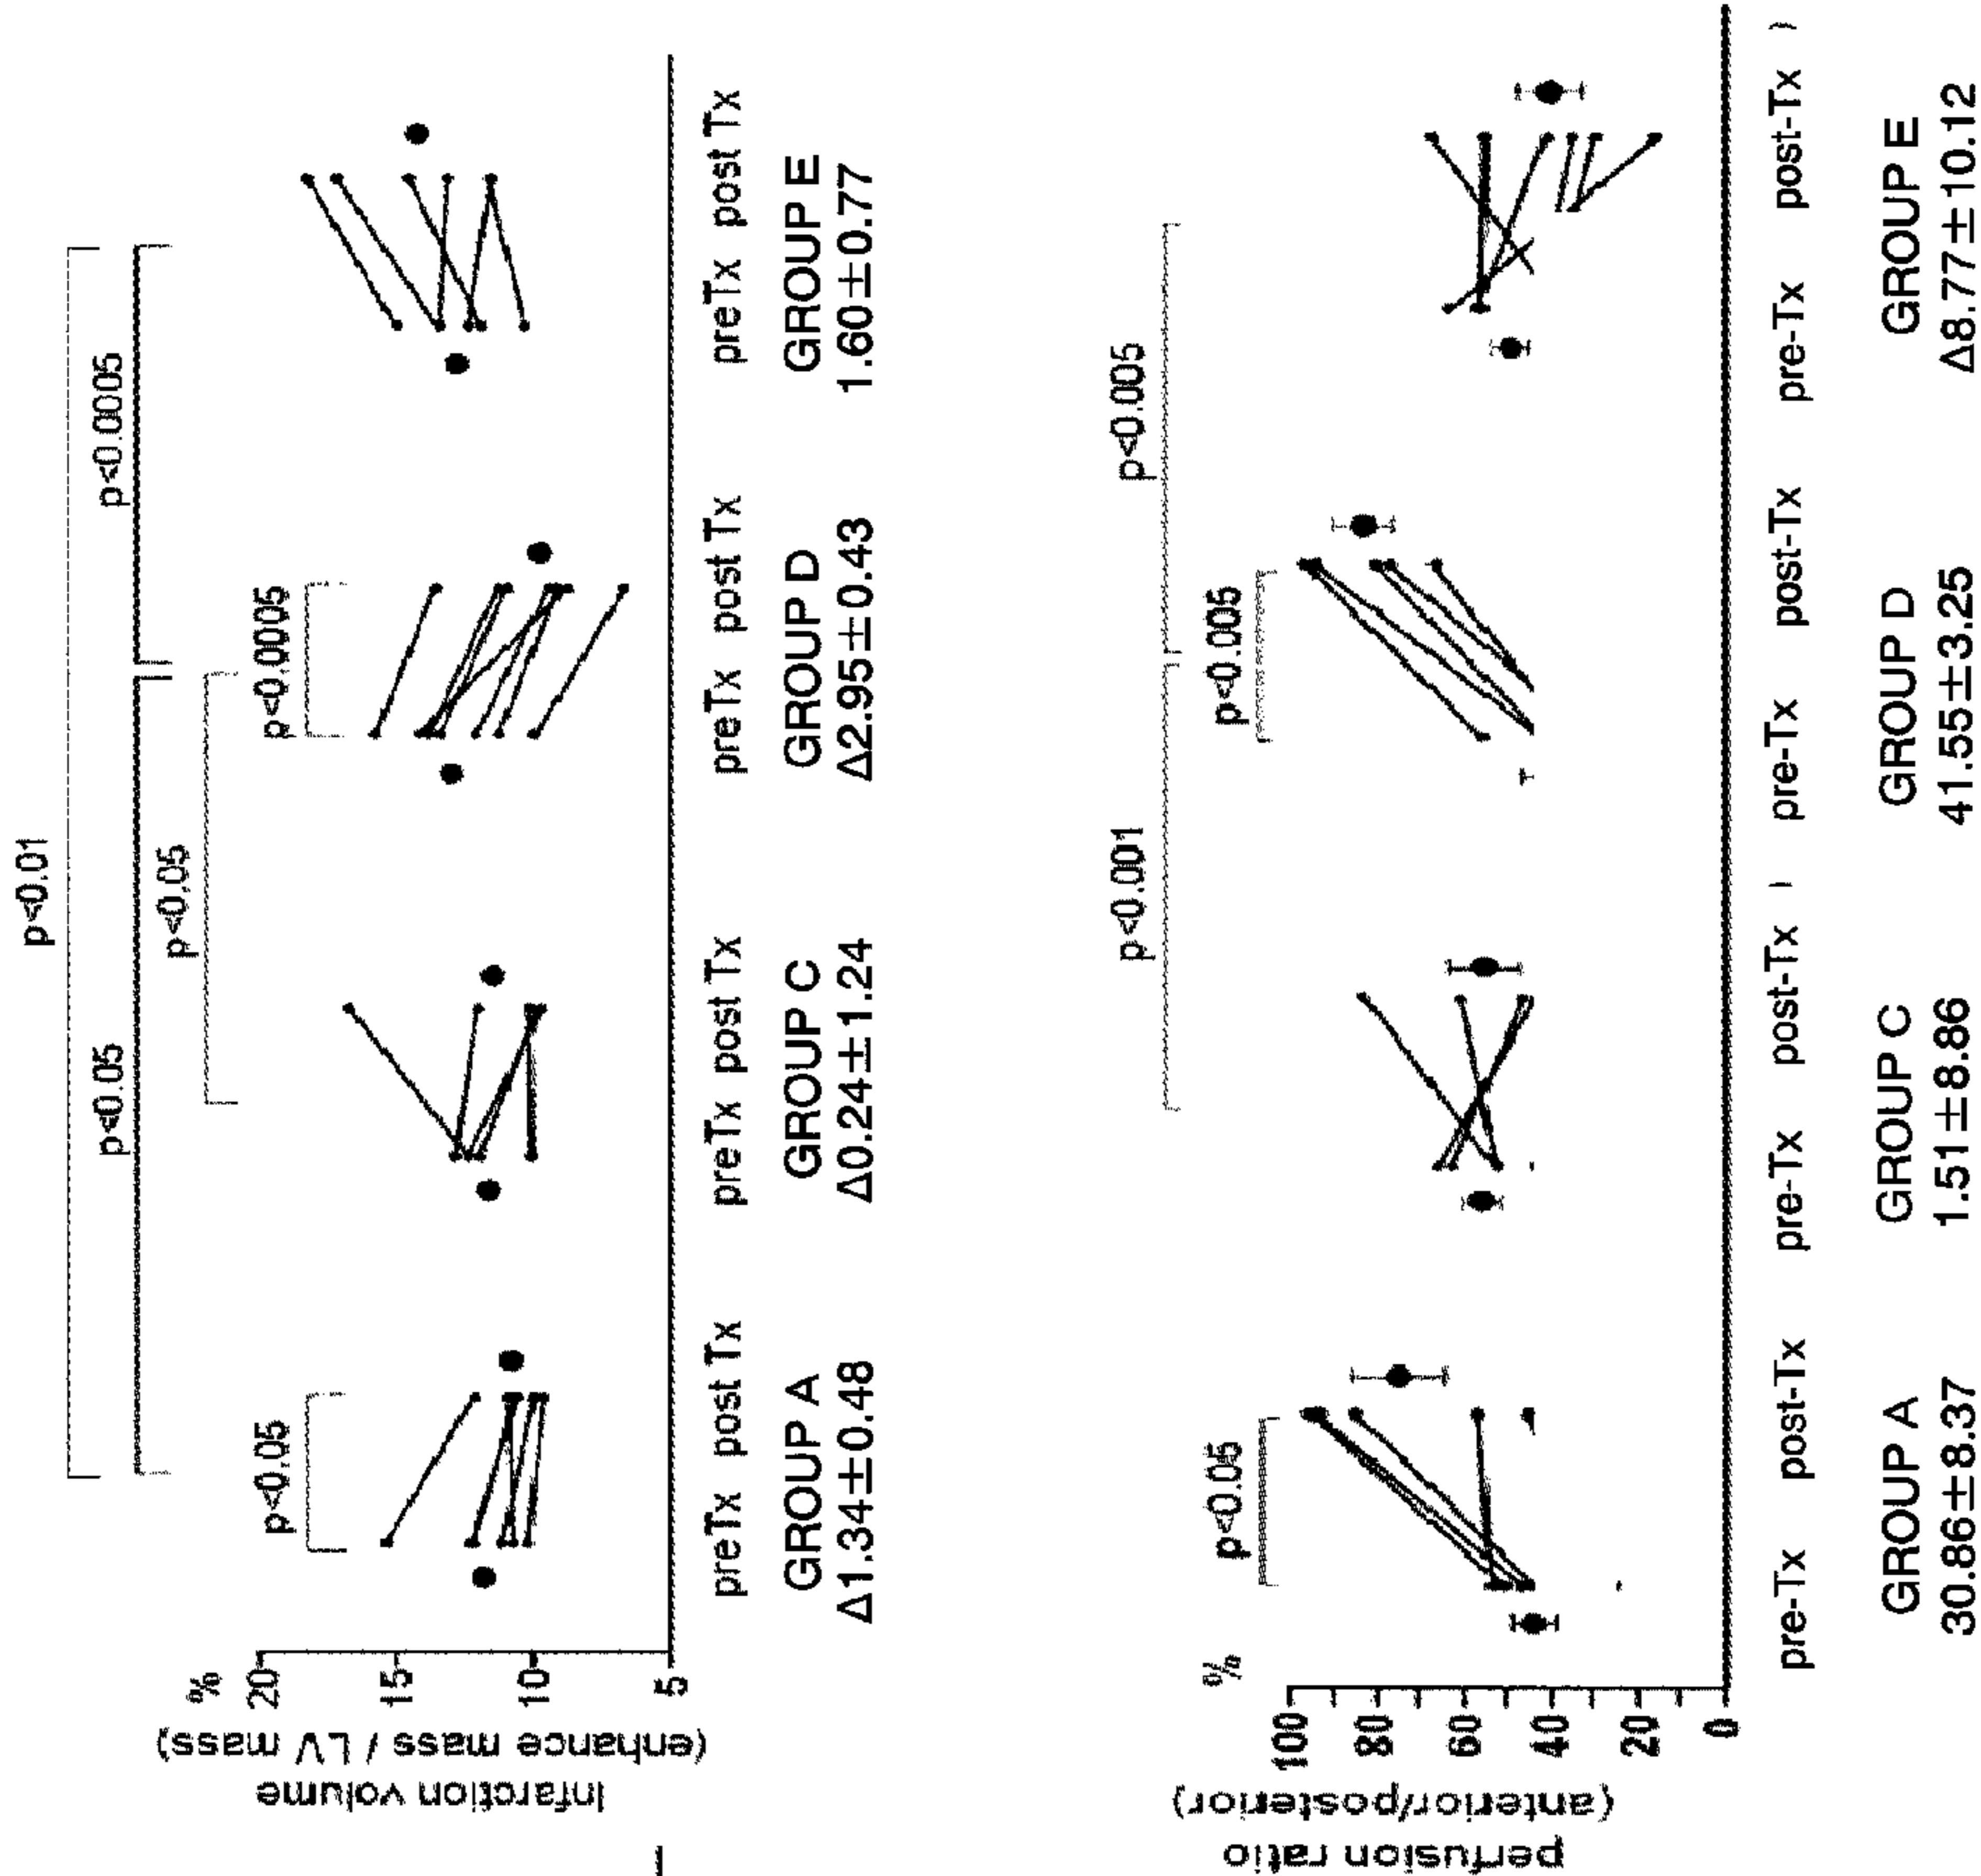 p<0.01
p<0.05
p<0.0005
p<0.05
p<0.05
p<0.0005
%
20
15
10
5
Infarction volume
(enhance mass / LV mass)
preTx post Tx preTx post Tx preTx post Tx preTx post Tx
GROUP A GROUP C GROUP D GROUP E
Δ1.34±0.48 Δ0.24±1.24 Δ2.95±0.43 1.60±0.77
p<0.001 p<0.005
p<0.05 p<0.005
%
100
80
60
40
20
0
perfusion ratio
(anterior/posterior)
pre-Tx post-Tx pre-Tx post-Tx ) pre-Tx post-Tx pre-Tx post-Tx )
GROUP A GROUP C GROUP D GROUP E
30.86±8.37 1.51±8.86 41.55±3.25 Δ8.77±10.12